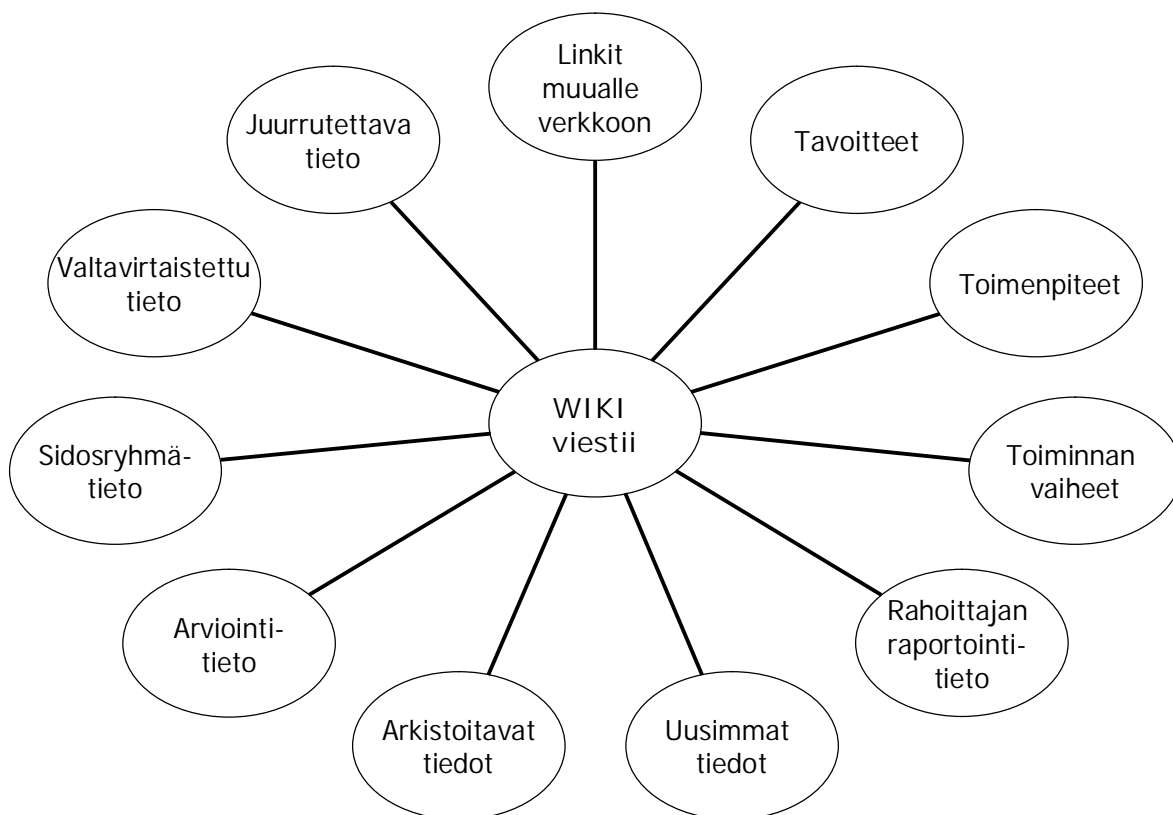 Linkit
muualle
verkkoon
Tavoitteet
Toimenpiteet
Toiminnan
vaiheet
Rahoittajan
raportointi-
tieto
Uusimmat
tiedot
Arkistoitavat
tiedot
Arviointi-
tieto
Sidosryhmä-
tieto
Valtavirtaistettu
tieto
Juurrutettava
tieto
WIKI
viestii